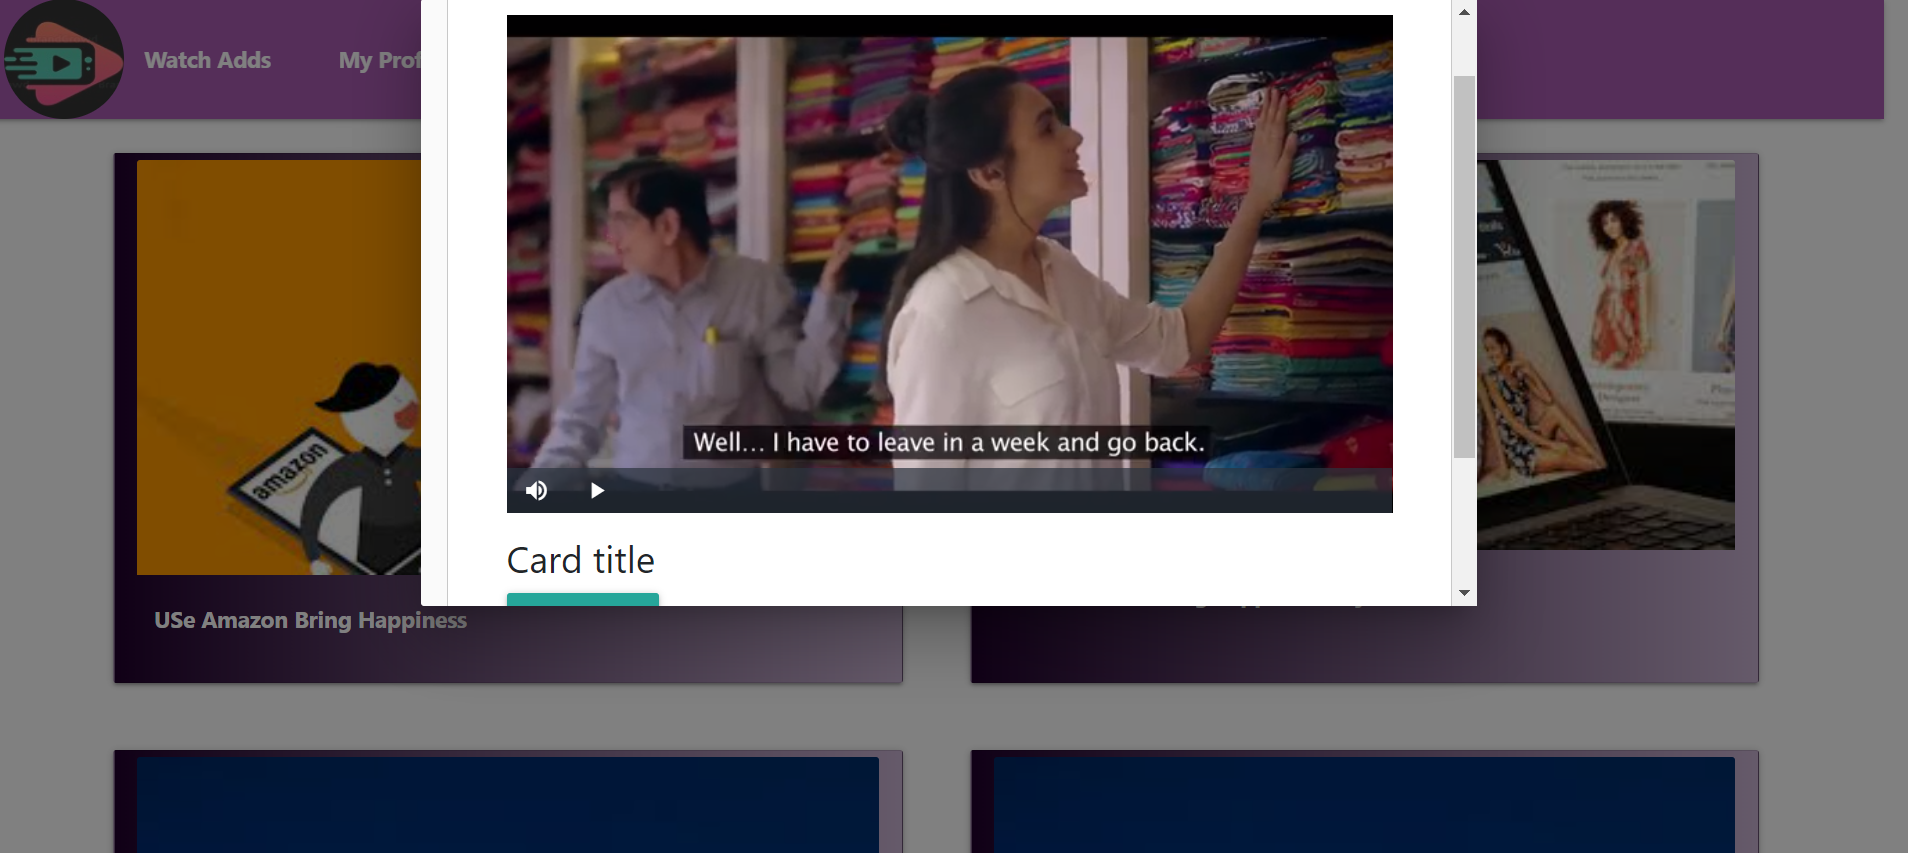 Watch Adds
My Prof
amazon
Well... I have to leave in a week and go back.
Card title
USe Amazon Bring Happiness